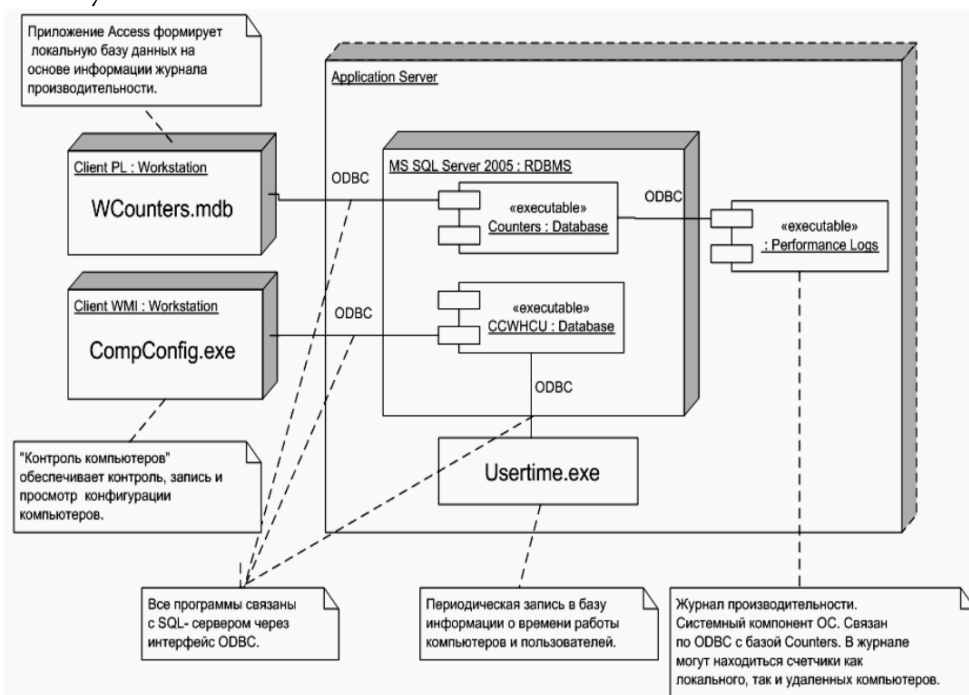 Приложение Access формирует
локальную базу данных на
основе информации журнала
производительности.
Application Server
Client PL : Workstation
WCounters.mdb
ODBC
MS SQL Server 2005 : RDBMS
«executable»
Counters : Database
ODBC
«executable»
: Performance Logs
Client WMI : Workstation
CompConfig.exe
ODBC
«executable»
CCWHCU : Database
ODBC
Usertime.exe
"Контроль компьютеров"
обеспечивает контроль, запись и
просмотр конфигурации
компьютеров.
Все программы связаны
с SQL- сервером через
интерфейс ODBC.
Периодическая запись в базу
информации о времени работы
компьютеров и пользователей.
Журнал производительности.
Системный компонент ОС. Связан
по ODBC с базой Counters. В журнале
могут находиться счетчики как
локального, так и удаленных компьютеров.